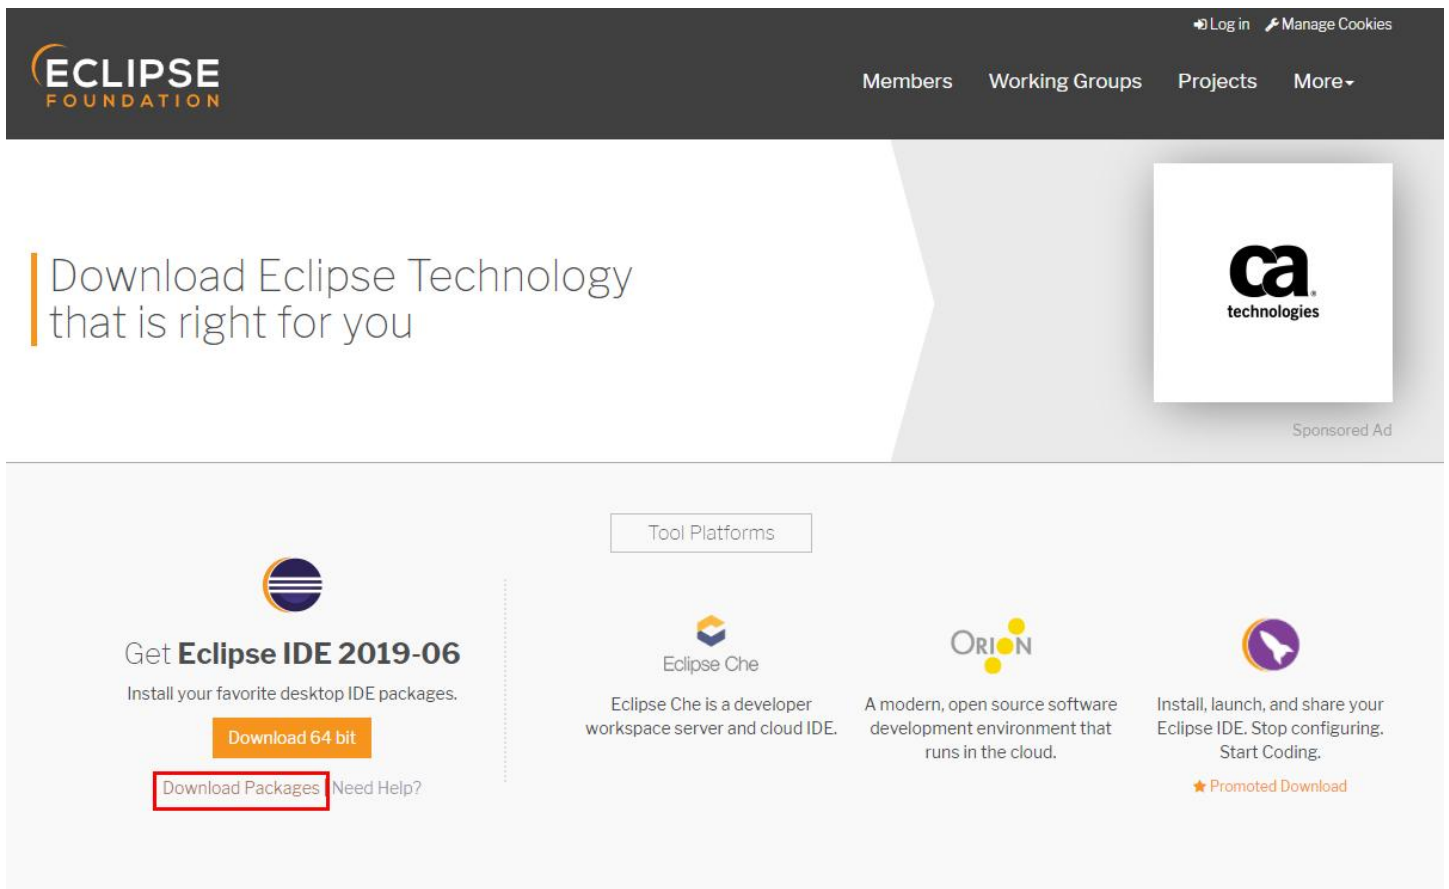 Log in Manage Cookies
ECLIPSE
FOUNDATION
Members Working Groups Projects More
Download Eclipse Technology
that is right for you
ca
technologies
Sponsored Ad
Tool Platforms
Get Eclipse IDE 2019-06
Install your favorite desktop IDE packages.
Download 64 bit
Download Packages | Need Help?
Eclipse Che
Eclipse Che is a developer
workspace server and cloud IDE.
ORION
A modern, open source software
development environment that
runs in the cloud.
Install, launch, and share your
Eclipse IDE. Stop configuring.
Start Coding.
Promoted Download